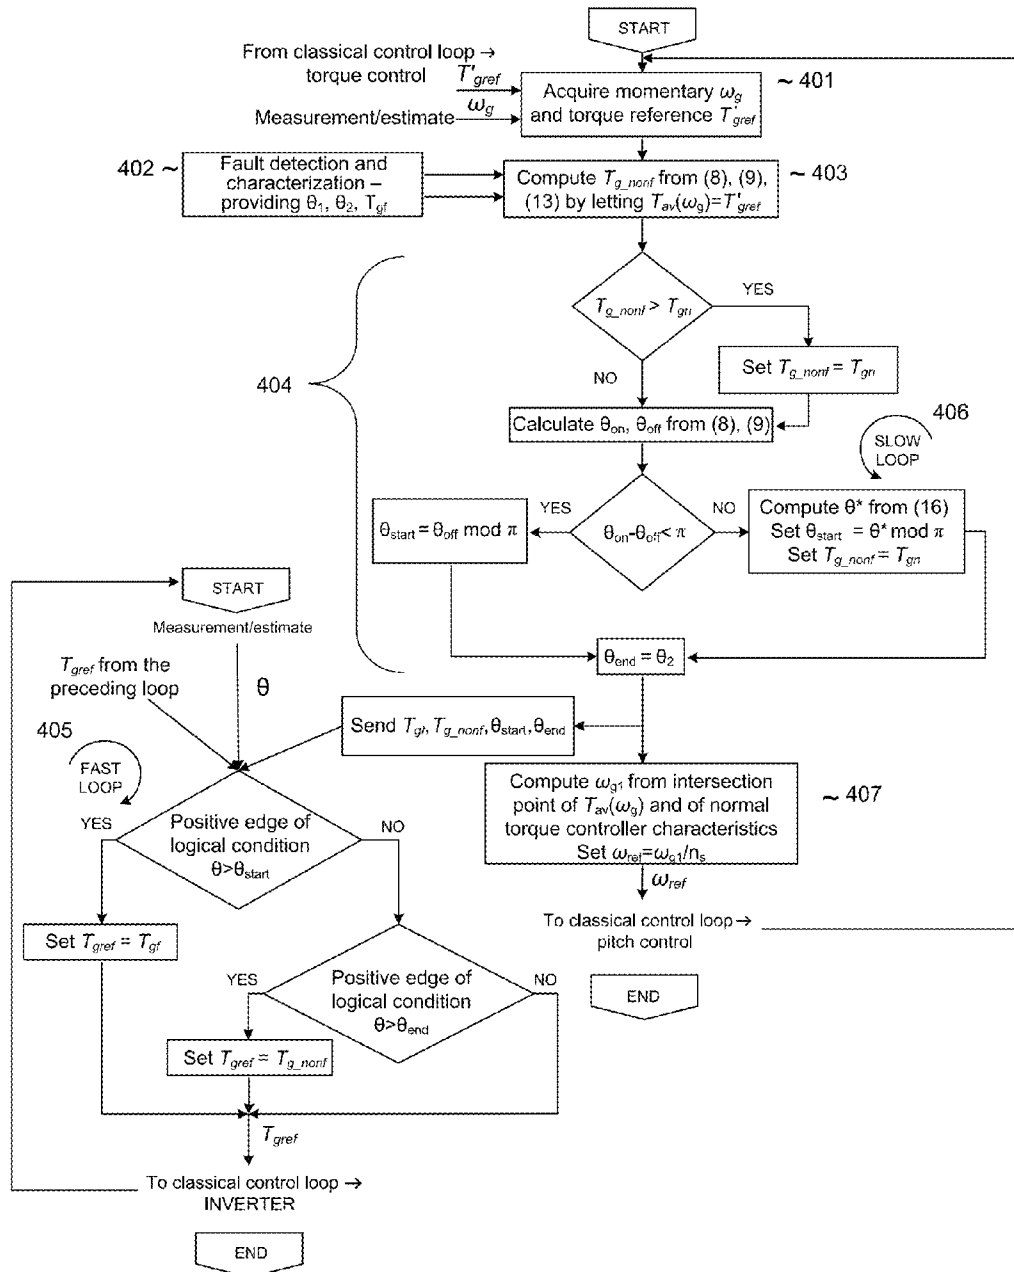 START
From classical control loop →
torque control
T'gref
ωg
Measurement/estimate
Acquire momentary ωg
and torque reference T'gref
~ 401
402 ~
Fault detection and
characterization –
providing θ1, θ2, Tgf
Compute Tg_nonf from (8), (9),
(13) by letting Tav(ωg)=T'gref
~ 403
404
Tg_nonf > Tgn
YES
NO
Set Tg_nonf = Tgn
Calculate θon, θoff from (8), (9)
406
SLOW
LOOP
θon-θoff< π
YES
NO
θstart = θoff mod π
Compute θ* from (16)
Set θstart = θ* mod π
Set Tg_nonf = Tgn
θend = θ2
START
Measurement/estimate
Tgref from the
preceding loop
θ
Send Tgf, Tg_nonf, θstart, θend
405
FAST
LOOP
Compute ωg1 from intersection
point of Tav(ωg) and of normal
torque controller characteristics
Set ωref=ωg1/ns
~ 407
ωref
To classical control loop →
pitch control
END
Positive edge of
logical condition
θ>θstart
YES
NO
Set Tgref = Tgf
Positive edge of
logical condition
θ>θend
YES
NO
Set Tgref = Tg_nonf
Tgref
To classical control loop →
INVERTER
END